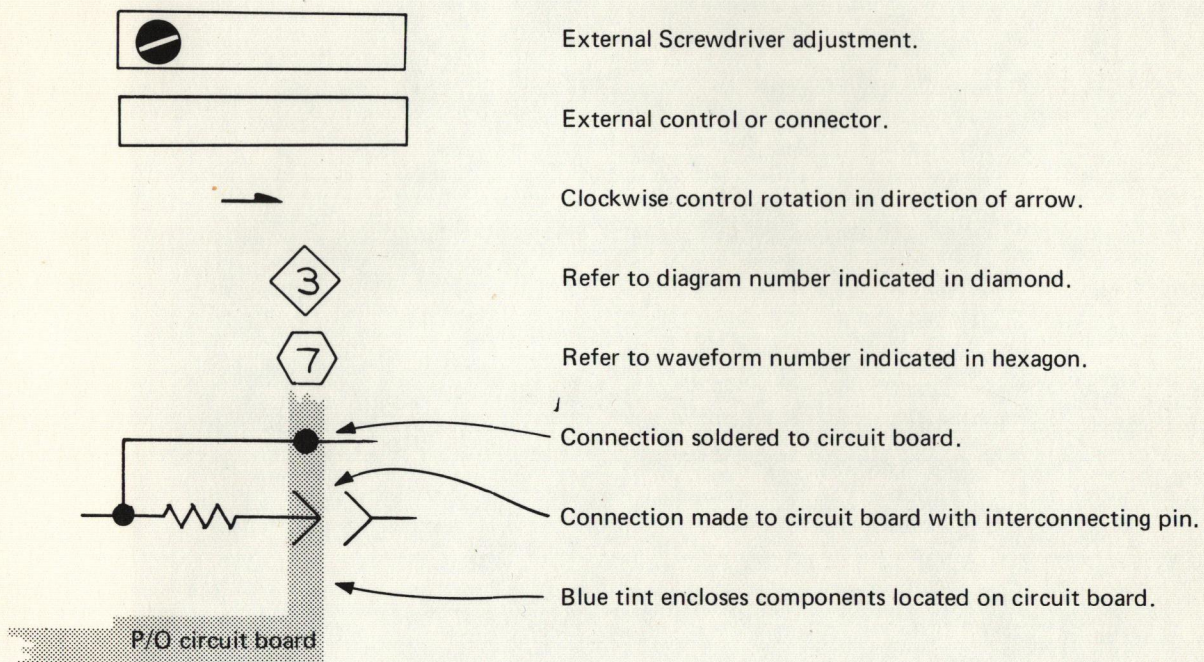 External Screwdriver adjustment.
External control or connector.
Clockwise control rotation in direction of arrow.
3
Refer to diagram number indicated in diamond.
7
Refer to waveform number indicated in hexagon.
Connection soldered to circuit board.
Connection made to circuit board with interconnecting pin.
Blue tint encloses components located on circuit board.
P/O circuit board